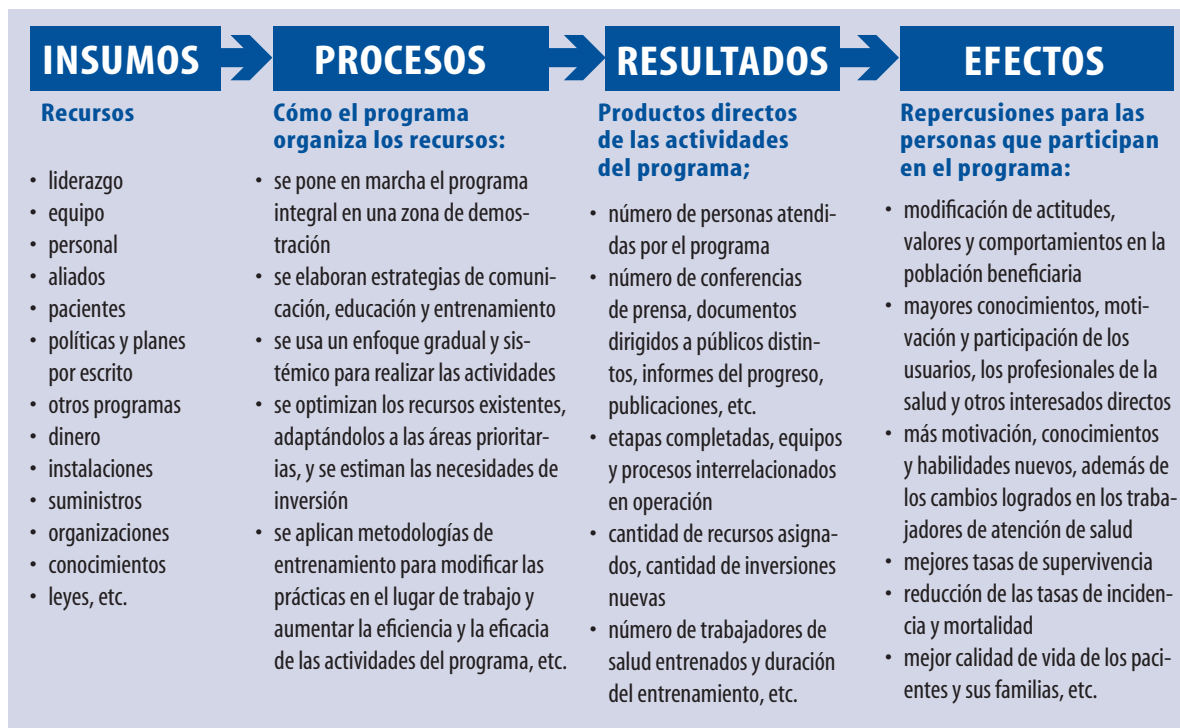 INSUMOS
Recursos
• liderazgo
• equipo
• personal
• aliados
• pacientes
• políticas y planes
por escrito
• otros programas
• dinero
• instalaciones
• suministros
• organizaciones
• conocimientos
• leyes, etc.
PROCESOS
Cómo el programa
organiza los recursos:
• se pone en marcha el programa
integral en una zona de demos-
tración
• se elaboran estrategias de comuni-
cación, educación y entrenamiento
• se usa un enfoque gradual y sis-
témico para realizar las actividades
• se optimizan los recursos existentes,
adaptándolos a las áreas prioritar-
ias, y se estiman las necesidades de
inversión
• se aplican metodologías de
entrenamiento para modificar las
prácticas en el lugar de trabajo y
aumentar la eficiencia y la eficacia
de las actividades del programa, etc.
RESULTADOS
Productos directos
de las actividades
del programa;
• número de personas atendi-
das por el programa
• número de conferencias
de prensa, documentos
dirigidos a públicos distin-
tos, informes del progreso,
publicaciones, etc.
• etapas completadas, equipos
y procesos interrelacionados
en operación
• cantidad de recursos asigna-
dos, cantidad de inversiones
nuevas
• número de trabajadores de
salud entrenados y duración
del entrenamiento, etc.
EFECTOS
Repercusiones para las
personas que participan
en el programa:
• modificación de actitudes,
valores y comportamientos en la
población beneficiaria
• mayores conocimientos, moti-
vación y participación de los
usuarios, los profesionales de la
salud y otros interesados directos
• más motivación, conocimientos
y habilidades nuevos, además de
los cambios logrados en los traba-
jadores de atención de salud
• mejores tasas de supervivencia
• reducción de las tasas de inciden-
cia y mortalidad
• mejor calidad de vida de los paci-
entes y sus familias, etc.